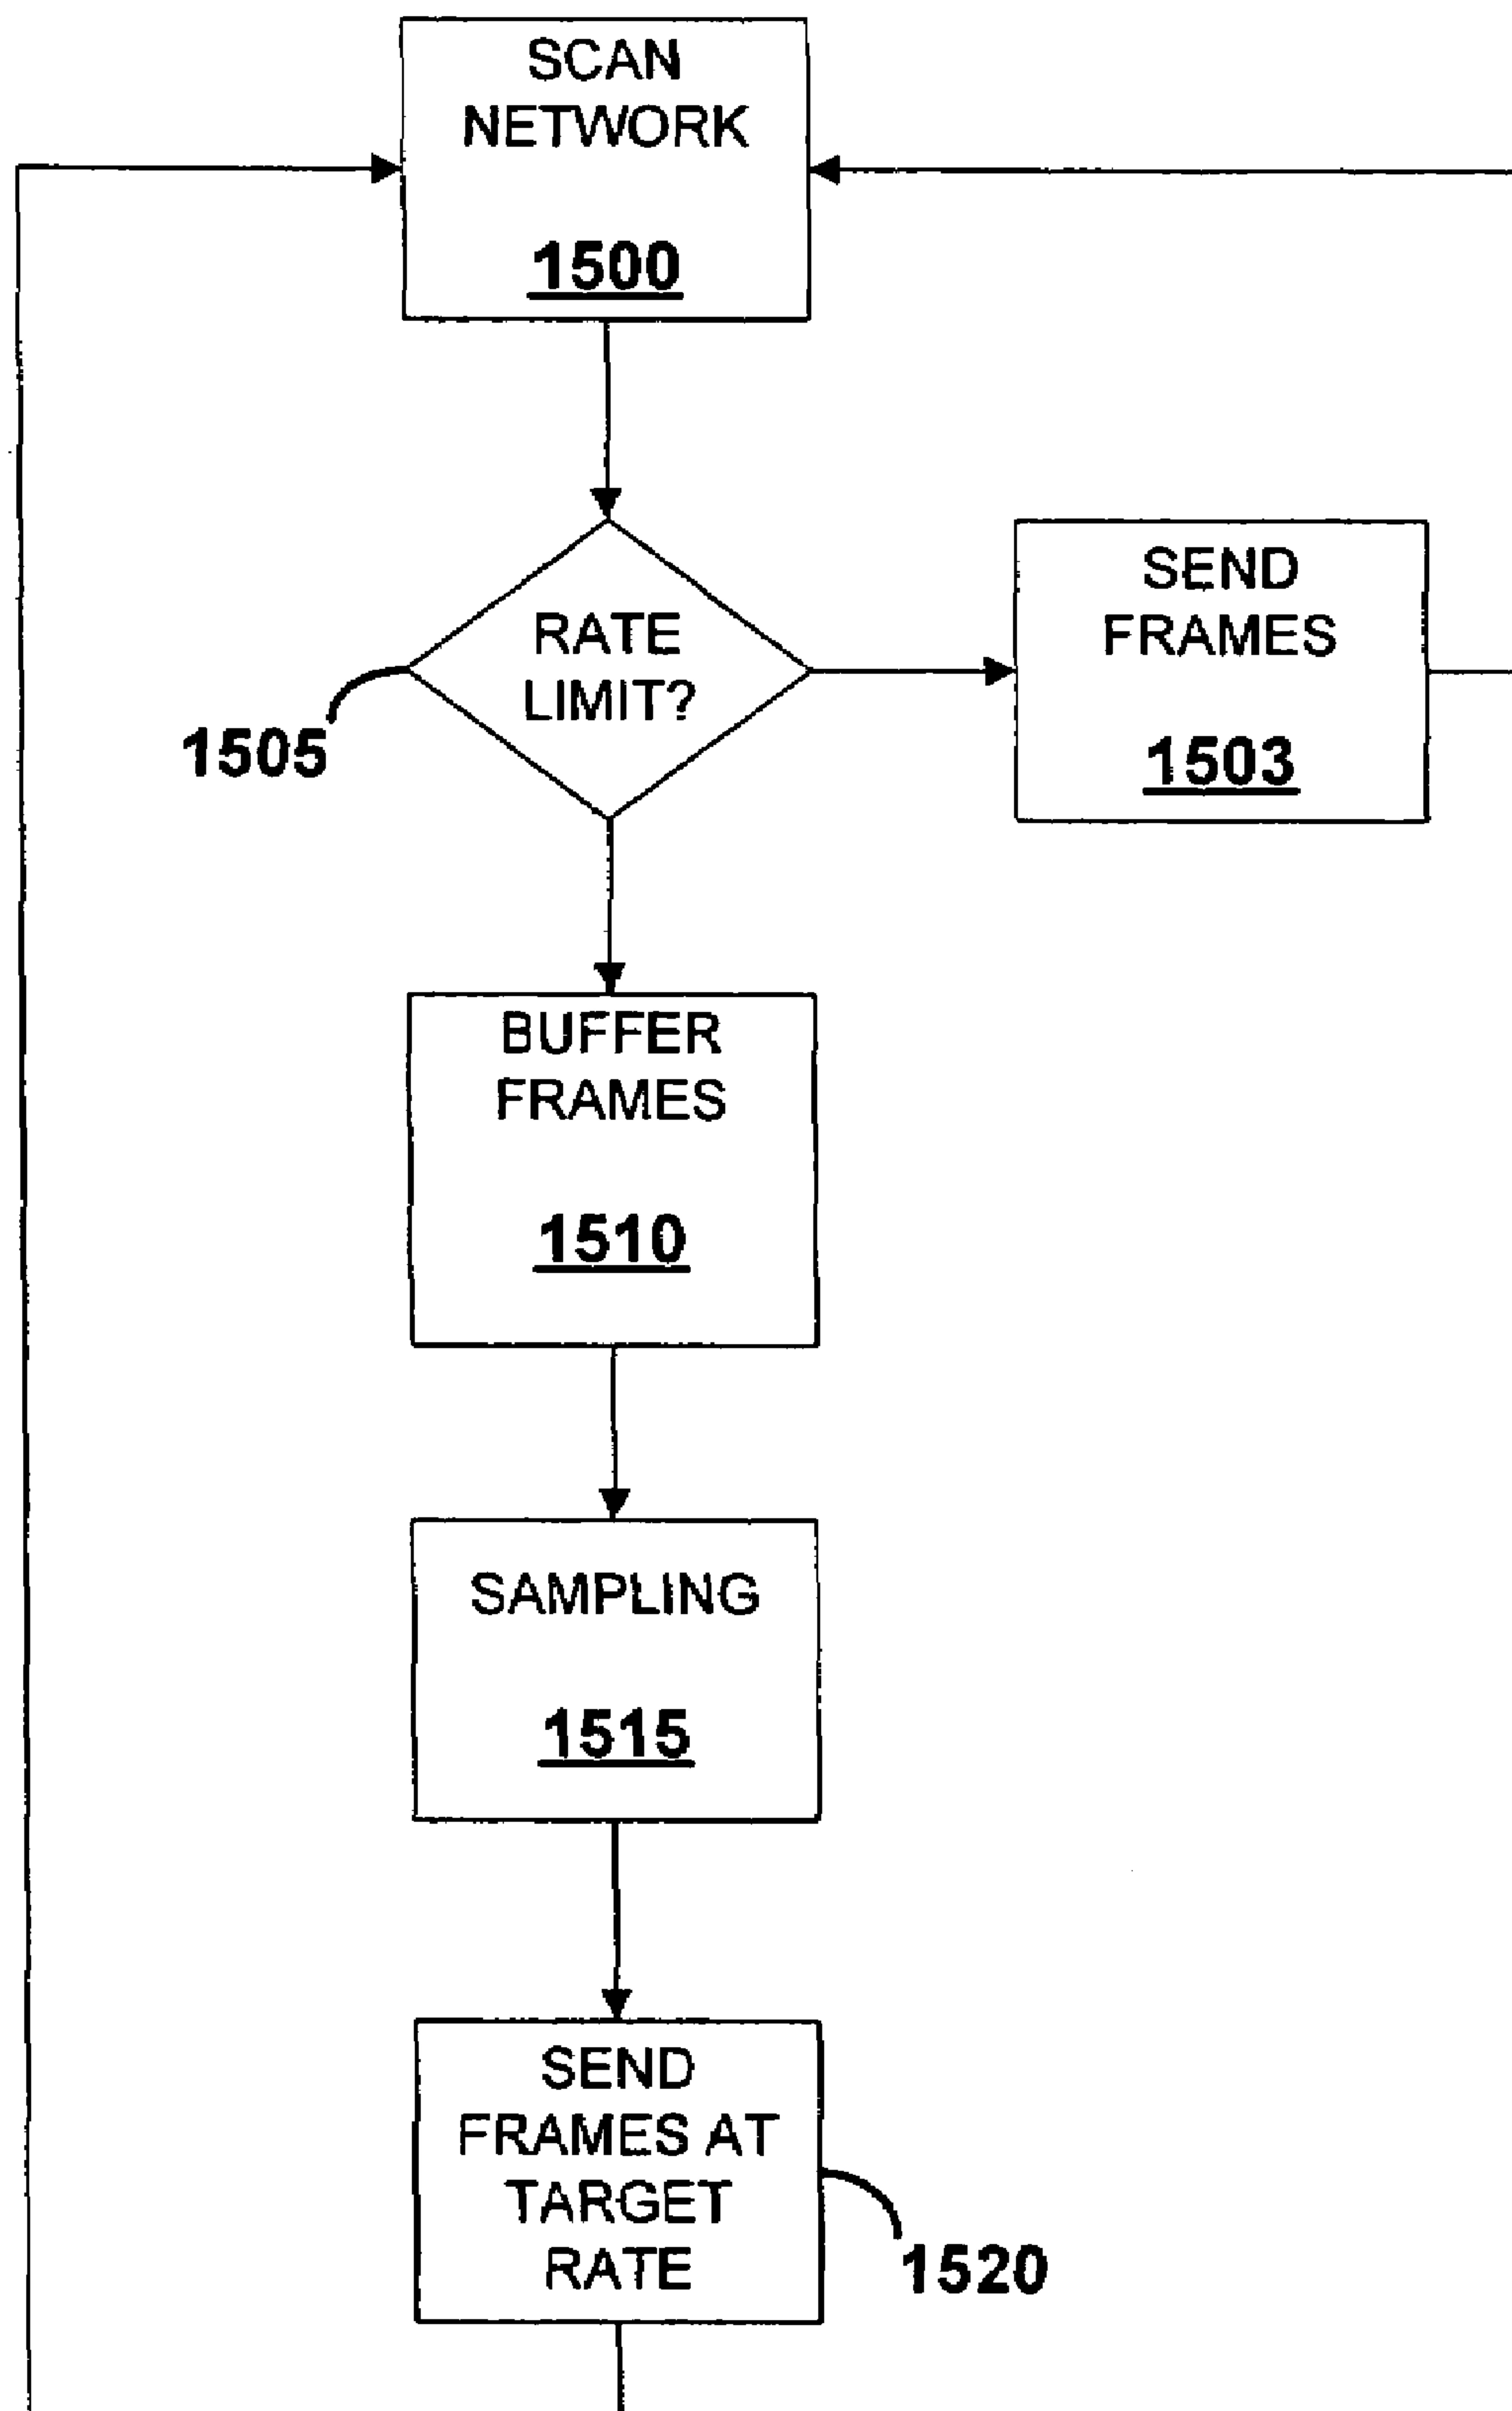 SCAN
NETWORK
1500
RATE
LIMIT?
1505
SEND
FRAMES
1503
BUFFER
FRAMES
1510
SAMPLING
1515
SEND
FRAMES AT
TARGET
RATE
1520